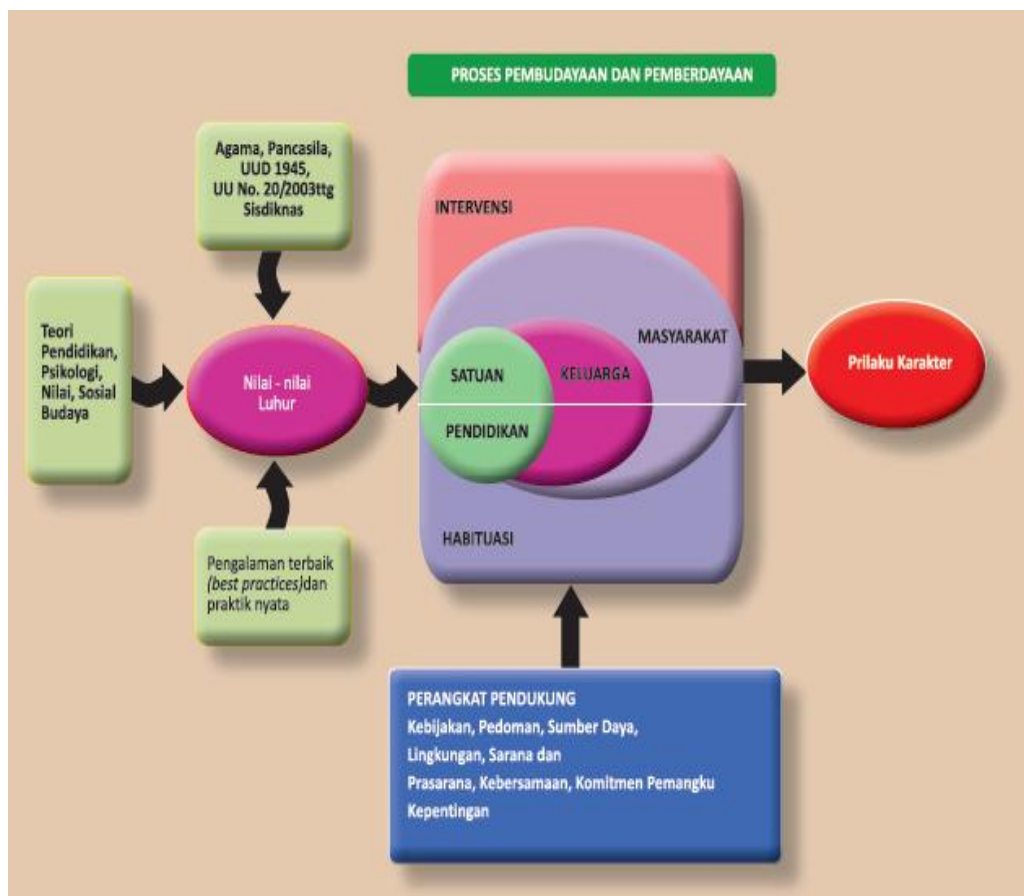 PROSES PEMBUDAYAAN DAN PEMBERDAYAAN
Agama, Pancasila,
UUD 1945,
UU No. 20/2003ttg
Sisdiknas
Teori
Pendidikan,
Psikologi,
Nilai, Sosial
Budaya
Nilai - nilai
Luhur
Pengalaman terbaik
(best practices)dan
praktik nyata
INTERVENSI
MASYARAKAT
SATUAN
KELUARGA
PENDIDIKAN
HABITUASI
Prilaku Karakter
PERANGKAT PENDUKUNG
Kebijakan, Pedoman, Sumber Daya,
Lingkungan, Sarana dan
Prasarana, Kebersamaan, Komitmen Pemangku
Kepentingan